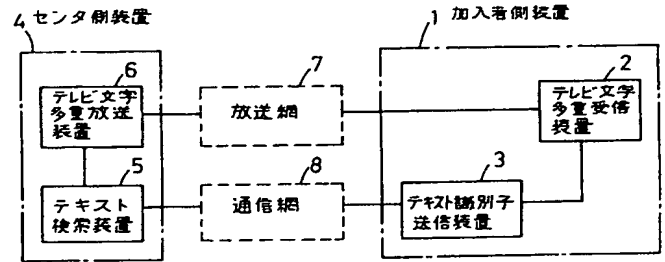 4 センタ側装置
1 加入者側装置
6
テレビ文字
多重放送
装置
7
放送網
2
テレビ文字
多重受信
装置
5
テキスト
検索装置
8
通信網
3
テキスト識別子
送信装置